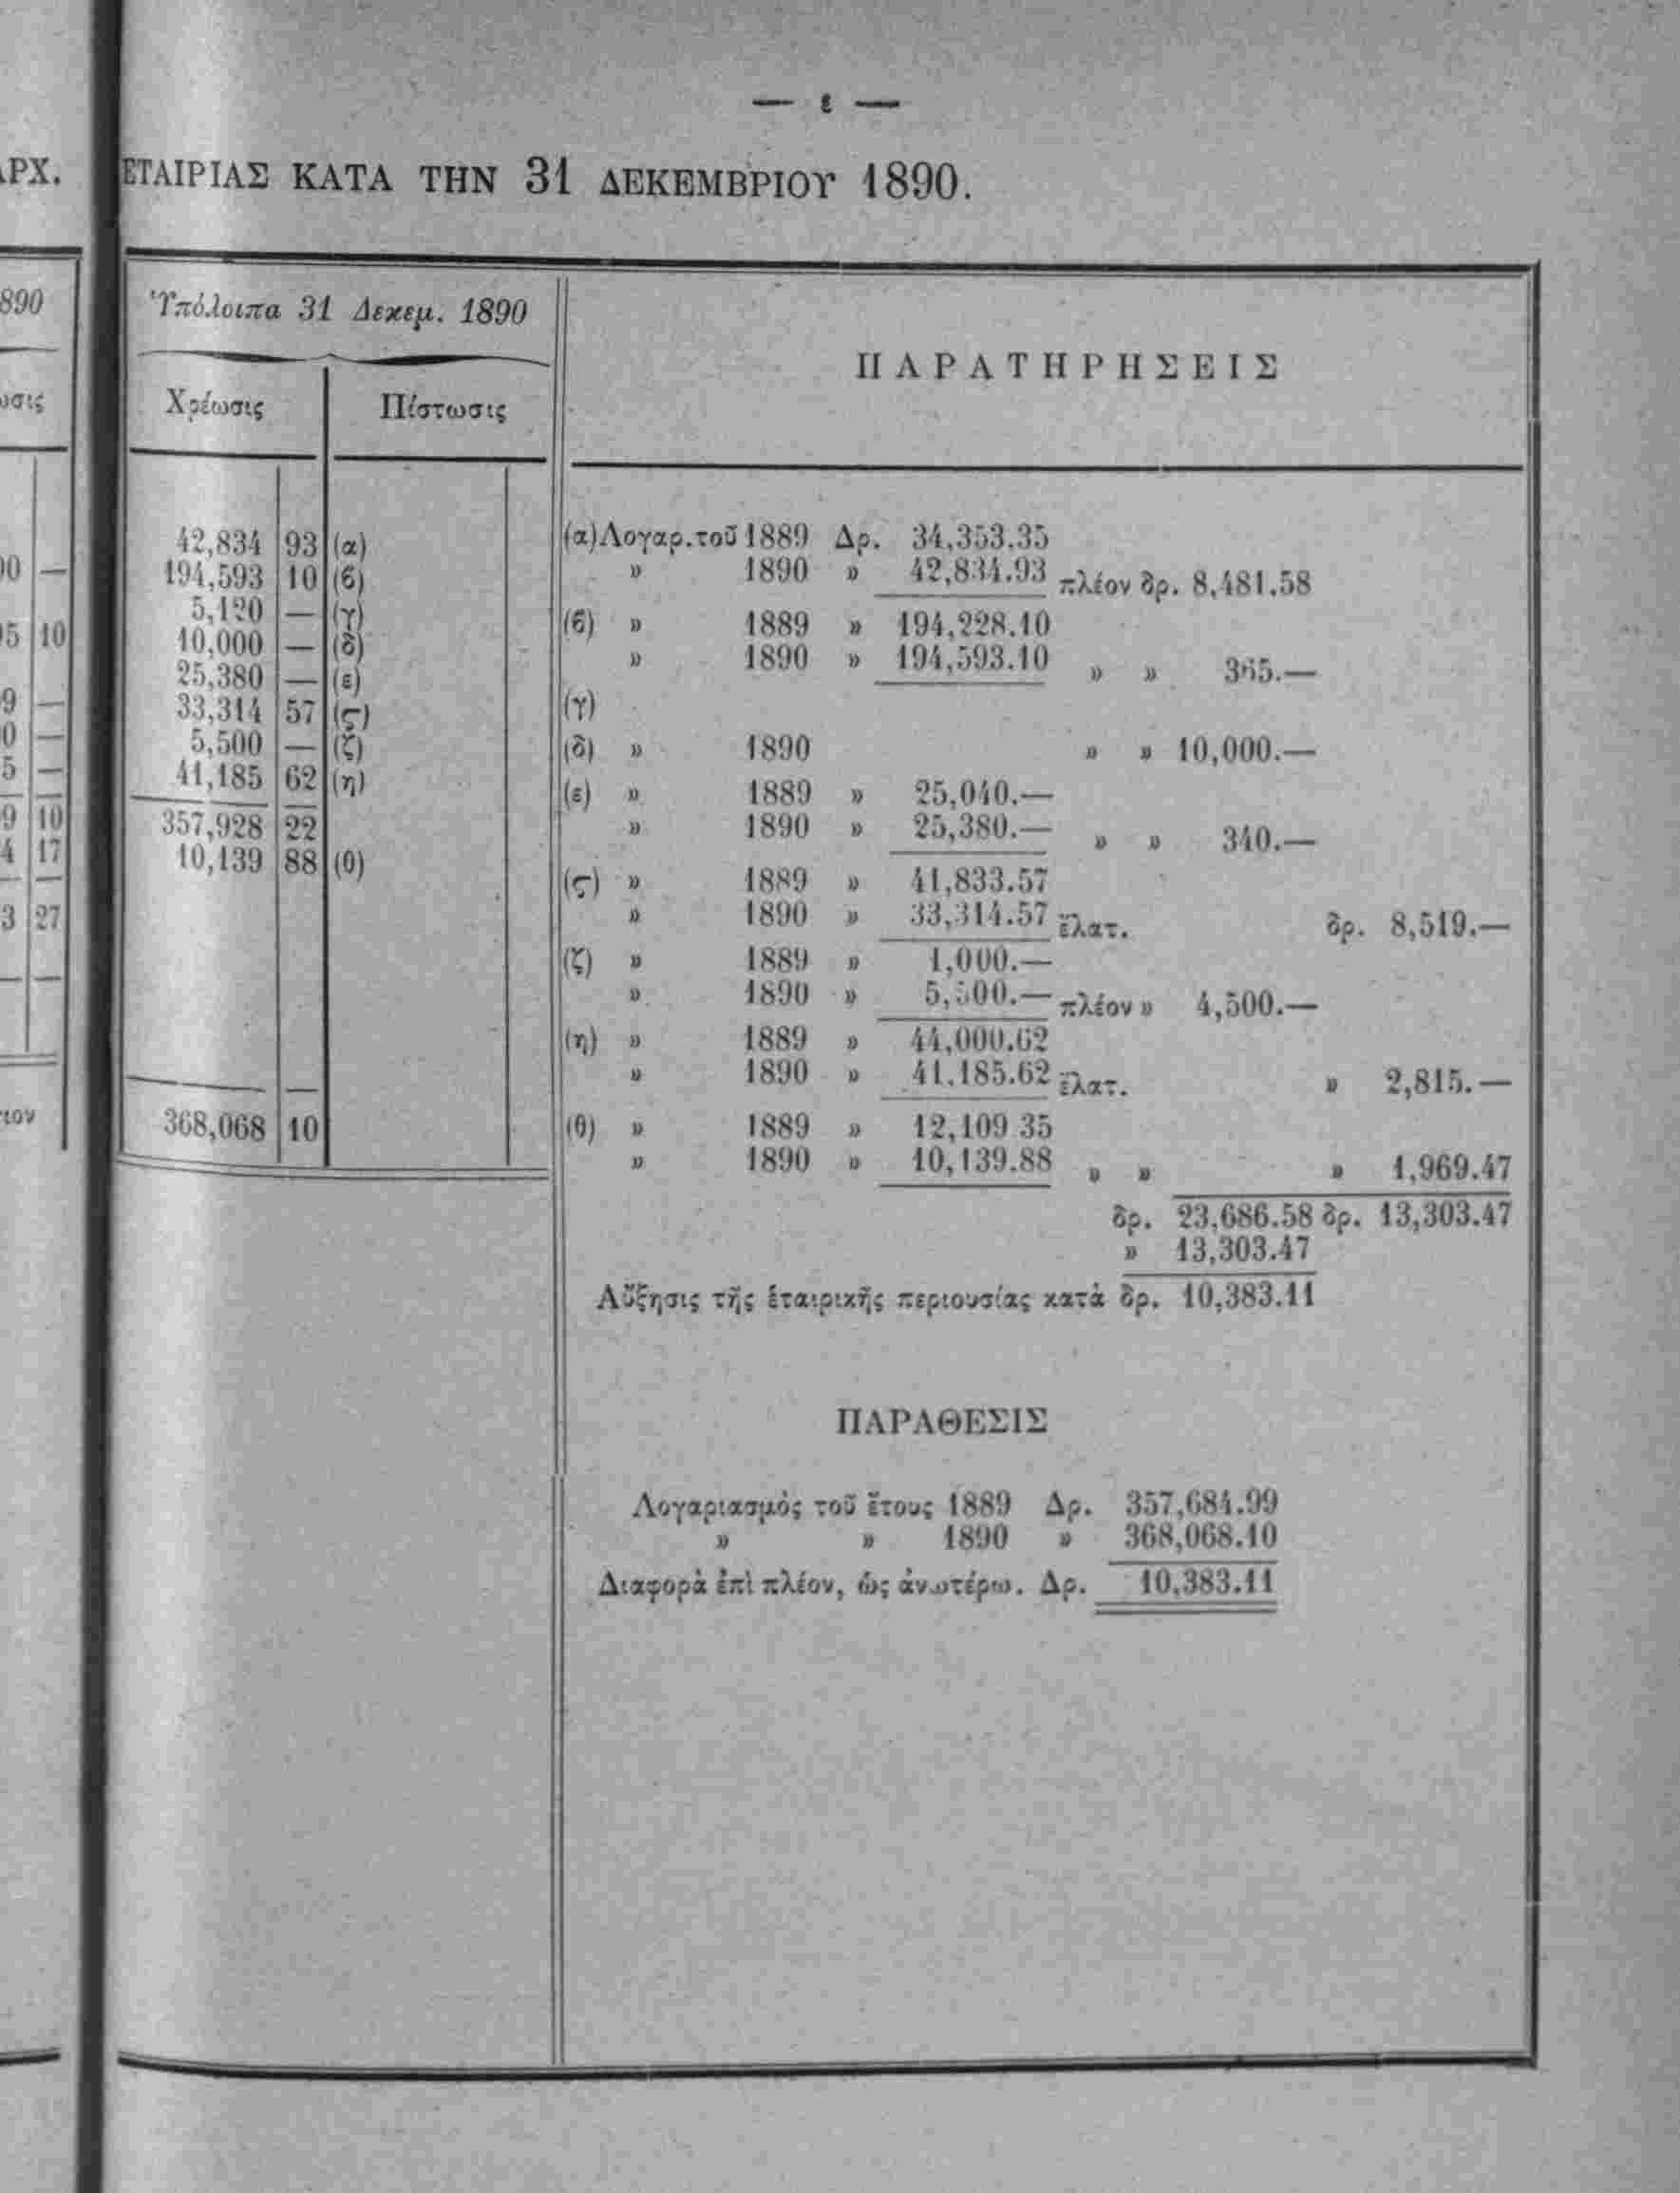 — ε —
ΑΡΧ.
ΕΤΑΙΡΙΑΣ ΚΑΤΑ ΤΗΝ 31 ΔΕΚΕΜΒΡΙΟΥ 1890.
890
Ὑπόλοιπα 31 Δεκεμ. 1890
ΠΑΡΑΤΗΡΗΣΕΙΣ
Χρέωσις Πίστωσις
42,834 93 (α)
194,593 10 (β)
5,120 — (γ)
10,000 — (δ)
25,380 — (ε)
33,314 57 (ς)
5,500 — (ζ)
41,185 62 (η)
357,928 22
10,139 88 (θ)
368,068 10
(α) Λογαρ. τοῦ 1889 Δρ. 34,353.35
» 1890 » 42,834.93 πλέον δρ. 8,481.58
(β) » 1889 » 194,228.10
» 1890 » 194,593.10 » » 365.—
(γ)
(δ) » 1890 » » 10,000.—
(ε) » 1889 » 25,040.—
» 1890 » 25,380.— » » 340.—
(ς) » 1889 » 41,833.57
» 1890 » 33,314.57 ἔλατ. δρ. 8,519.—
(ζ) » 1889 » 1,000.—
» 1890 » 5,500.— πλέον » 4,500.—
(η) » 1889 » 44,000.62
» 1890 » 41,185.62 ἔλατ. » 2,815.—
(θ) » 1889 » 12,109 35
» 1890 » 10,139.88 » » » 1,969.47
δρ. 23,686.58 δρ. 13,303.47
» 13,303.47
Αὔξησις τῆς ἑταιρικῆς περιουσίας κατὰ δρ. 10,383.11
ΠΑΡΑΘΕΣΙΣ
Λογαριασμὸς τοῦ ἔτους 1889 Δρ. 357,684.99
» » 1890 » 368,068.10
Διαφορὰ ἐπὶ πλέον, ὡς ἀνωτέρω. Δρ. 10,383.11